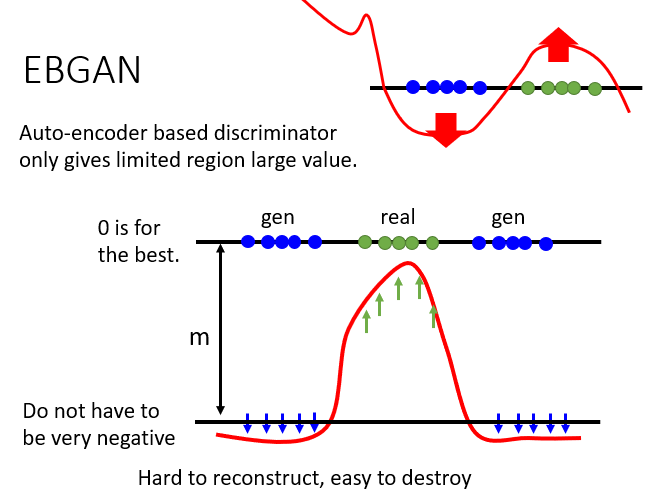 EBGAN
Auto-encoder based discriminator
only gives limited region large value.
gen
real
gen
0 is for
the best.
m
Do not have to
be very negative
Hard to reconstruct, easy to destroy